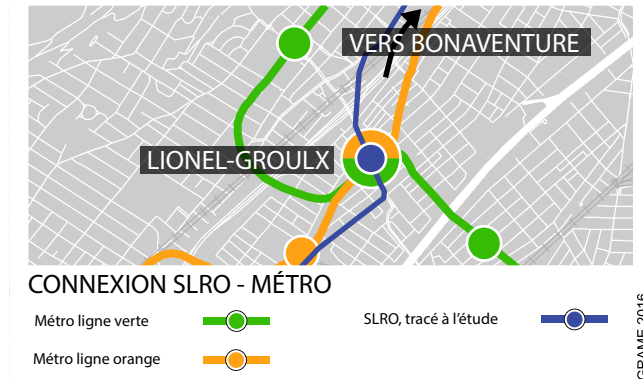 VERS BONAVENTURE
LIONEL-GROULX
CONNEXION SLRO - MÉTRO
Métro ligne verte
SLRO, tracé à l'étude
Métro ligne orange
GRAME 2016